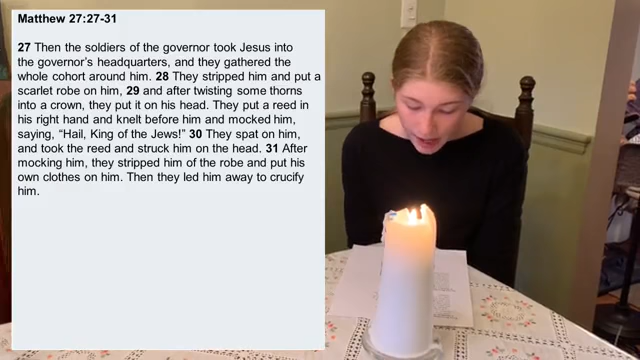 Matthew 27:27-31
27 Then the soldiers of the governor took Jesus into
the governor's headquarters, and they gathered the
whole cohort around him. 28 They stripped him and put a
scarlet robe on him, 29 and after twisting some thorns
into a crown, they put it on his head. They put a reed in
his right hand and knelt before him and mocked him,
saying, “Hail, King of the Jews!” 30 They spat on him,
and took the reed and struck him on the head. 31 After
mocking him, they stripped him of the robe and put his
own clothes on him. Then they led him away to crucify
him.